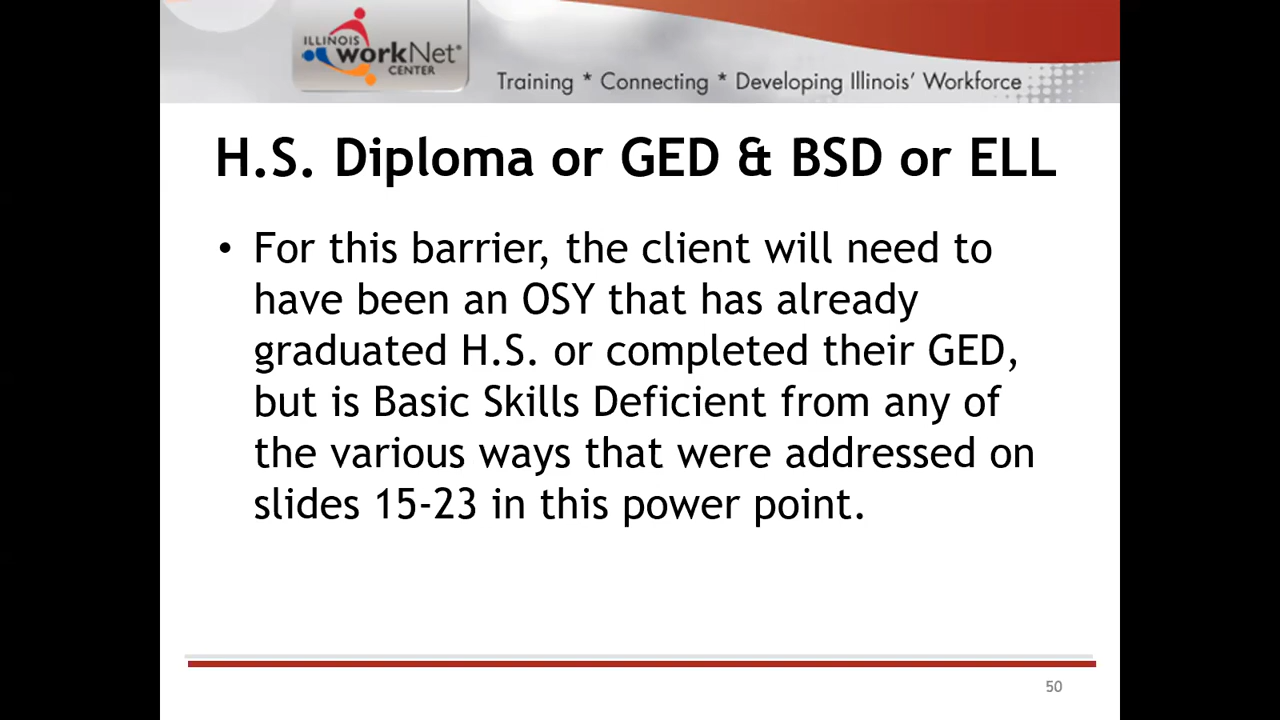 ILLINOIS
workNet®
CENTER
Training * Connecting * Developing Illinois’ Workforce
H.S. Diploma or GED & BSD or ELL
• For this barrier, the client will need to
have been an OSY that has already
graduated H.S. or completed their GED,
but is Basic Skills Deficient from any of
the various ways that were addressed on
slides 15-23 in this power point.
50